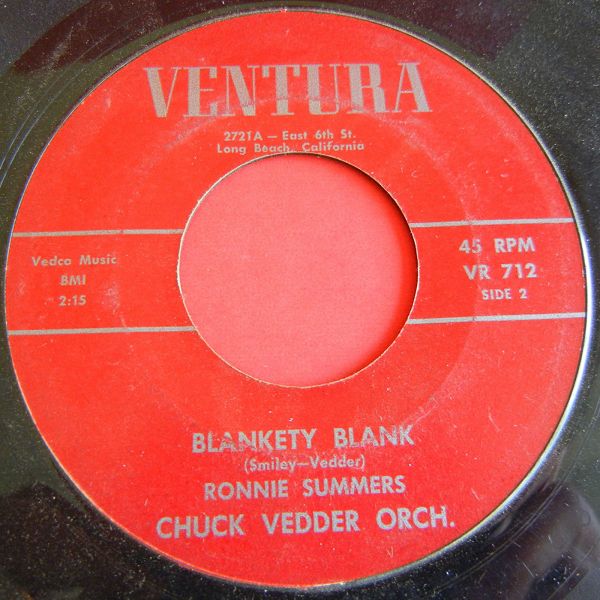 VENTURA
2721A — East 6th St.
Long Beach, California
Vedco Music
BMI
2:15
45 RPM
VR 712
SIDE 2
BLANKETY BLANK
(Smiley—Vedder)
RONNIE SUMMERS
CHUCK VEDDER ORCH.